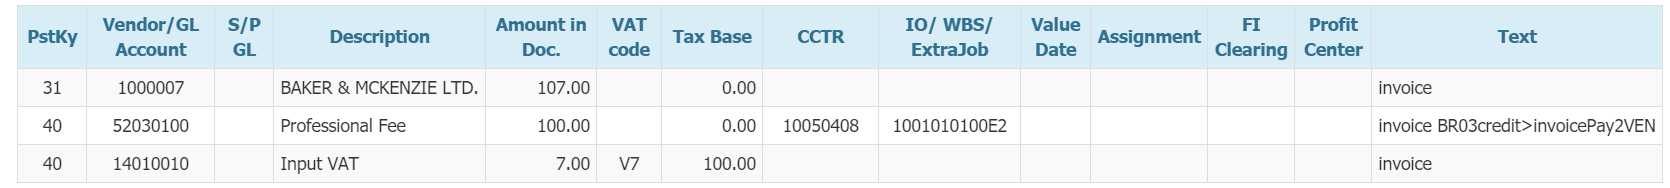 PstKy Vendor/GL Account S/P GL Description Amount in Doc. VAT code Tax Base CCTR IO/ WBS/ ExtraJob Value Date Assignment FI Clearing Profit Center Text
31 1000007 BAKER & MCKENZIE LTD. 107.00 0.00 invoice
40 52030100 Professional Fee 100.00 0.00 10050408 1001010100E2 invoice BR03credit>invoicePay2VEN
40 14010010 Input VAT 7.00 V7 100.00 invoice